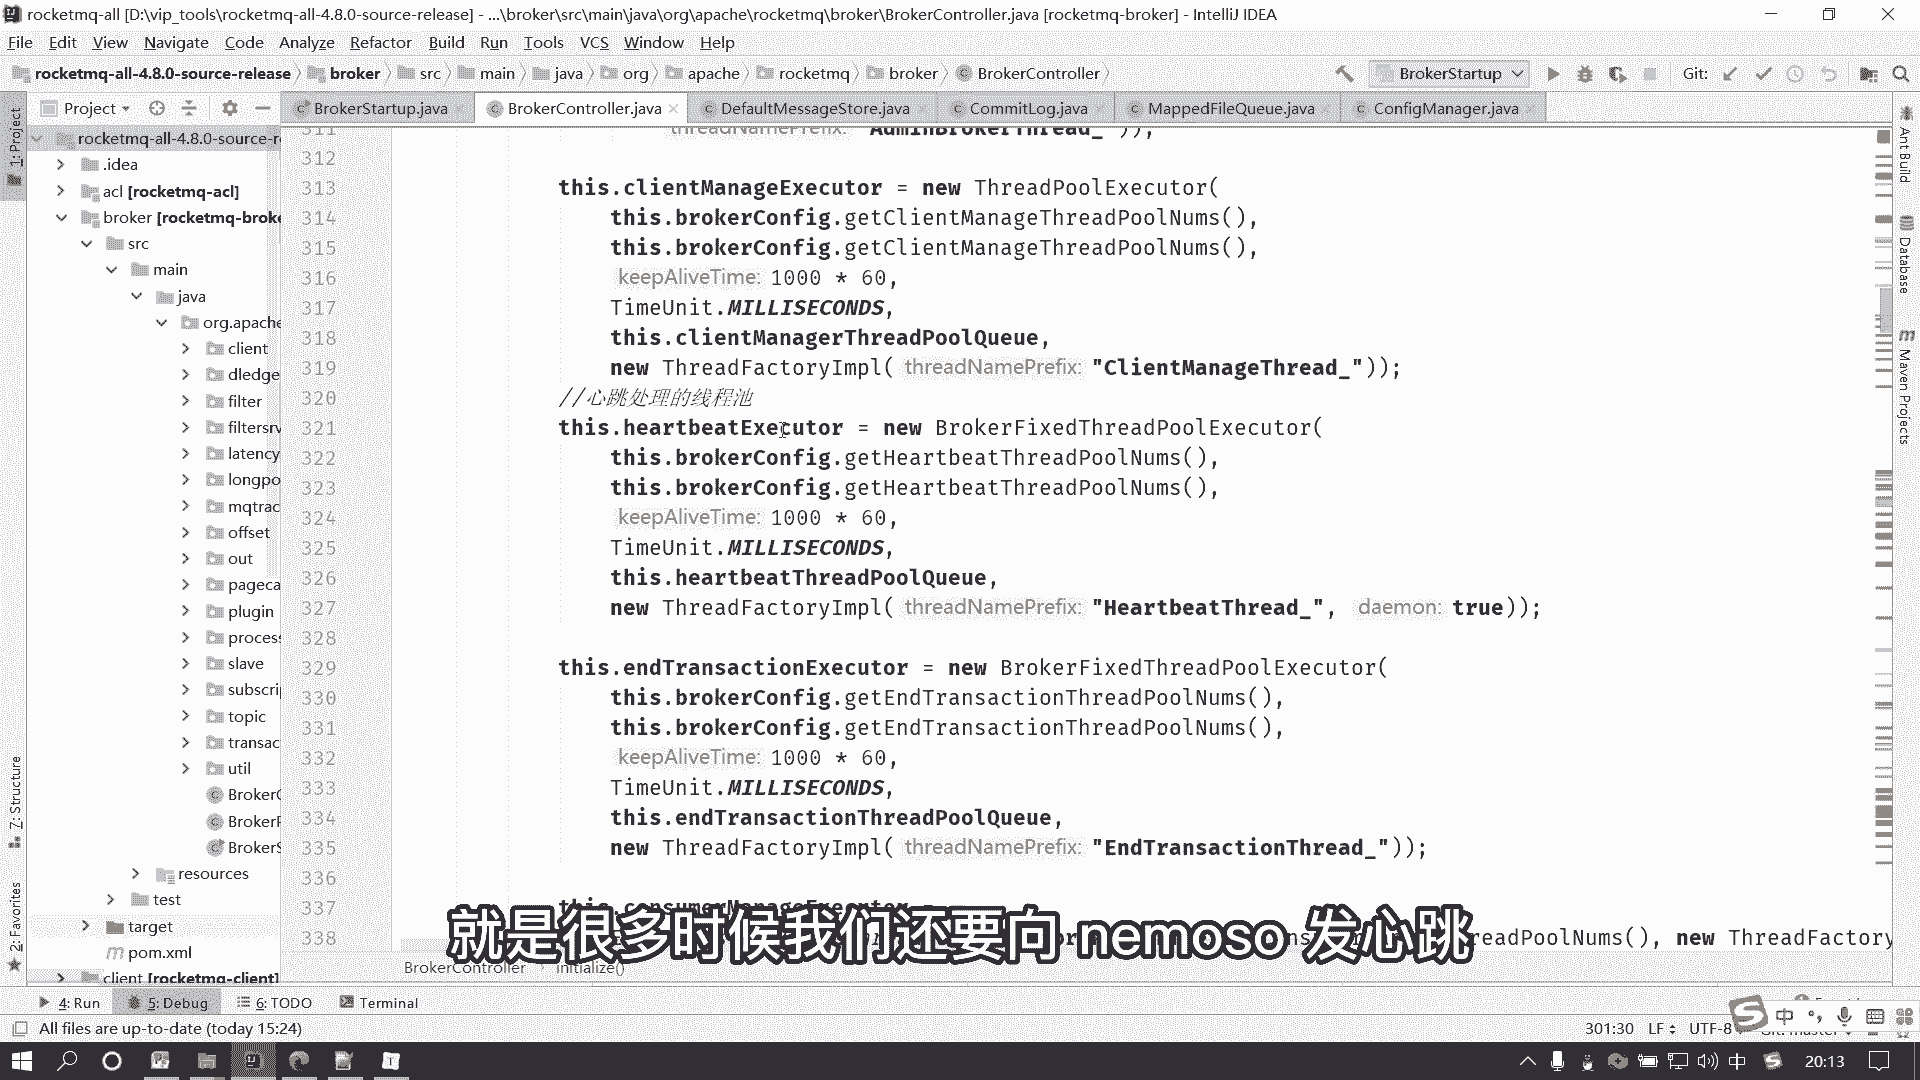 rocketmq-all [D:\vip_tools\rocketmq-all-4.8.0-source-release] - ...\broker\src\main\java\org\apache\rocketmq\broker\BrokerController.java [rocketmq-broker] - IntelliJ IDEA
File Edit View Navigate Code Analyze Refactor Build Run Tools VCS Window Help
rocketmq-all-4.8.0-source-release broker src main java org apache rocketmq broker BrokerController BrokerStartup Git:
Project BrokerStartup.java BrokerController.java DefaultMessageStore.java CommitLog.java MappedFileQueue.java ConfigManager.java
1: Project
7: Structure
2: Favorites
rocketmq-all-4.8.0-source-r
.idea
acl [rocketmq-acl]
broker [rocketmq-broke
src
main
java
org.apache
client
dledge
filter
filtersrv
latency
longpo
mqtrac
offset
out
pageca
plugin
process
slave
subscri
topic
transac
util
BrokerC
BrokerF
BrokerS
resources
test
target
pom.xml
client [rocketmq-client]
311 threadNamePrefix: "AdminBrokerThread_"));
312
313 this.clientManageExecutor = new ThreadPoolExecutor(
314 this.brokerConfig.getClientManageThreadPoolNums(),
315 this.brokerConfig.getClientManageThreadPoolNums(),
316 keepAliveTime: 1000 * 60,
317 TimeUnit.MILLISECONDS,
318 this.clientManagerThreadPoolQueue,
319 new ThreadFactoryImpl( threadNamePrefix: "ClientManageThread_"));
320 //心跳处理的线程池
321 this.heartbeatExecutor = new BrokerFixedThreadPoolExecutor(
322 this.brokerConfig.getHeartbeatThreadPoolNums(),
323 this.brokerConfig.getHeartbeatThreadPoolNums(),
324 keepAliveTime: 1000 * 60,
325 TimeUnit.MILLISECONDS,
326 this.heartbeatThreadPoolQueue,
327 new ThreadFactoryImpl( threadNamePrefix: "HeartbeatThread_", daemon: true));
328
329 this.endTransactionExecutor = new BrokerFixedThreadPoolExecutor(
330 this.brokerConfig.getEndTransactionThreadPoolNums(),
331 this.brokerConfig.getEndTransactionThreadPoolNums(),
332 keepAliveTime: 1000 * 60,
333 TimeUnit.MILLISECONDS,
334 this.endTransactionThreadPoolQueue,
335 new ThreadFactoryImpl( threadNamePrefix: "EndTransactionThread_"));
336
337 this.consumerManageExecutor =
338 readPoolNums(), new ThreadFactory
就是很多时候我们还要向 nemoso 发心跳
BrokerController initialize()
Ant Build
Database
Maven Projects
4: Run 5: Debug 6: TODO Terminal
All files are up-to-date (today 15:24) 301:30 LF UTF-8 Git: master
中
中 20:13